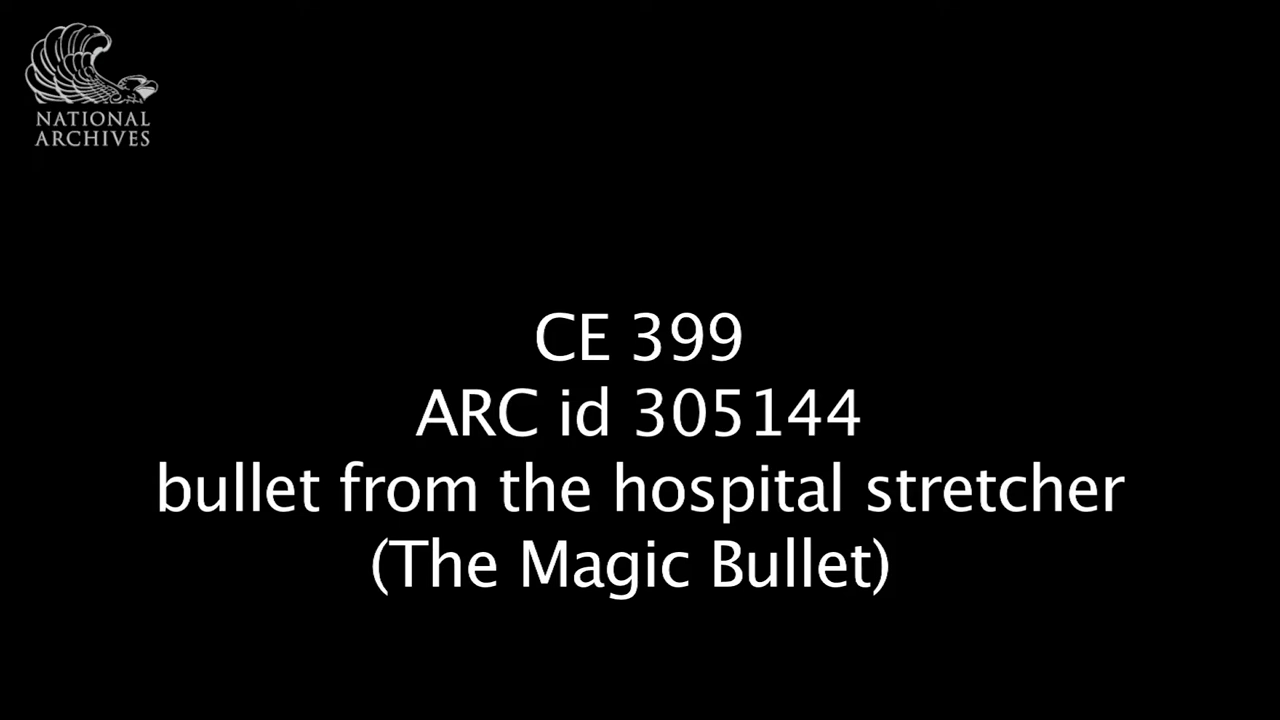 NATIONAL
ARCHIVES
CE 399
ARC id 305144
bullet from the hospital stretcher
(The Magic Bullet)